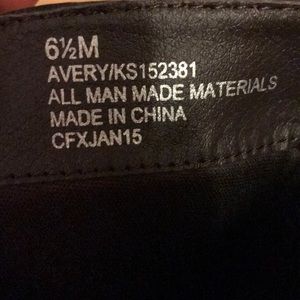 6½M
AVERY/KS152381
ALL MAN MADE MATERIALS
MADE IN CHINA
CFXJAN15